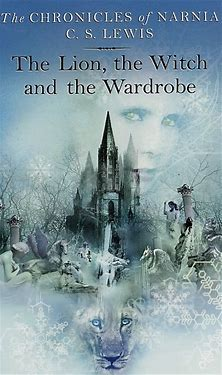 The CHRONICLES of NARNIA
C. S. LEWIS
The Lion, the Witch
and the Wardrobe